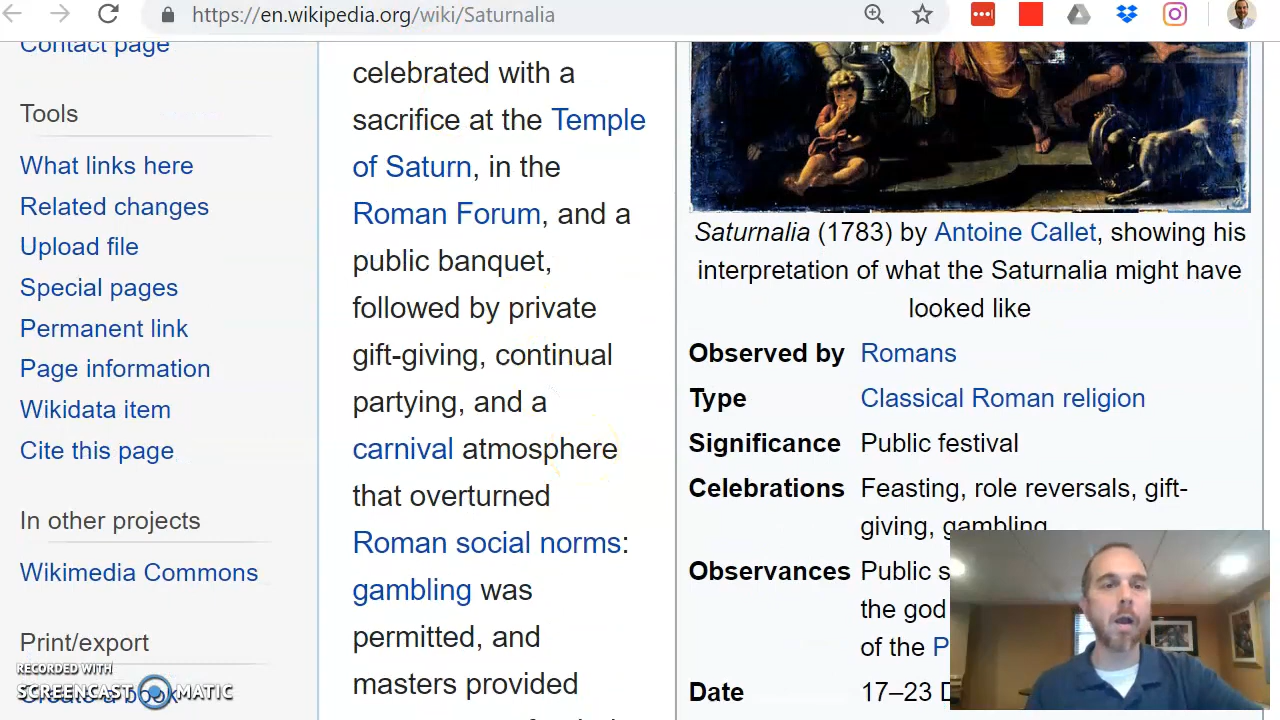 https://en.wikipedia.org/wiki/Saturnalia
Contact page
Tools
What links here
Related changes
Upload file
Special pages
Permanent link
Page information
Wikidata item
Cite this page
In other projects
Wikimedia Commons
Print/export
Create a book
RECORDED WITH
SCREENCAST MATIC
celebrated with a
sacrifice at the Temple
of Saturn, in the
Roman Forum, and a
public banquet,
followed by private
gift-giving, continual
partying, and a
carnival atmosphere
that overturned
Roman social norms:
gambling was
permitted, and
masters provided
Saturnalia (1783) by Antoine Callet, showing his
interpretation of what the Saturnalia might have
looked like
Observed by Romans
Type Classical Roman religion
Significance Public festival
Celebrations Feasting, role reversals, gift-
giving, gambling
Observances Public s
the god
of the P
Date 17–23 D